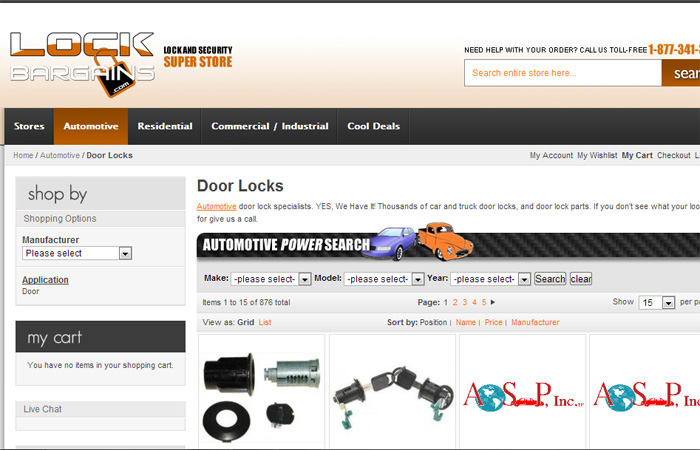 LOCK
BARGAINS
.com
LOCK AND SECURITY
SUPER STORE
NEED HELP WITH YOUR ORDER? CALL US TOLL-FREE 1-877-341-
Search entire store here...
sear
Stores Automotive Residential Commercial / Industrial Cool Deals
Home / Automotive / Door Locks
My Account My Wishlist My Cart Checkout L
shop by
Shopping Options
Manufacturer
Please select
Application
Door
my cart
You have no items in your shopping cart.
Live Chat
Door Locks
Automotive door lock specialists. YES, We Have It! Thousands of car and truck door locks, and door lock parts. If you don't see what your loo
for give us a call.
AUTOMOTIVE POWER SEARCH
Make: -please select- Model: -please select- Year: -please select- Search clear
Items 1 to 15 of 876 total Page: 1 2 3 4 5 Show 15 per pa
View as: Grid List Sort by: Position | Name | Price | Manufacturer
AOSP, Inc.
AOSP, Inc.